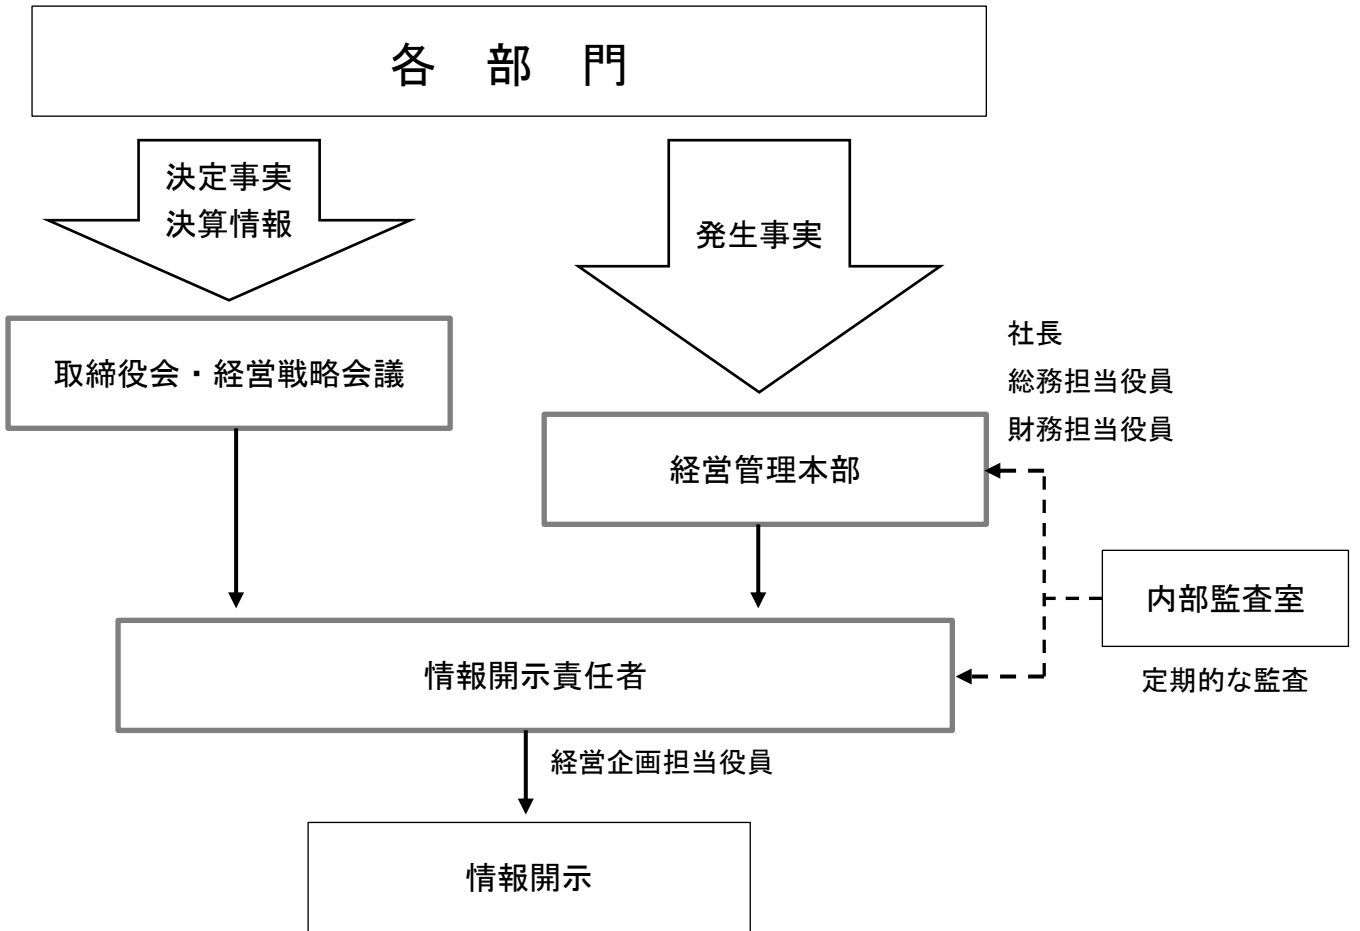 各　部　門
決定事実
決算情報
発生事実
取締役会・経営戦略会議
社長
総務担当役員
財務担当役員
経営管理本部
内部監査室
定期的な監査
情報開示責任者
経営企画担当役員
情報開示